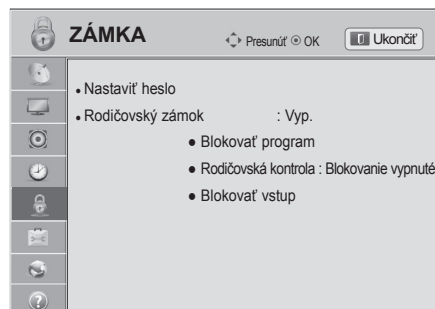 ZÁMKA
Presunúť OK Ukončiť
Nastaviť heslo
Rodičovský zámok : Vyp.
Blokovať program
Rodičovská kontrola : Blokovanie vypnuté
Blokovať vstup